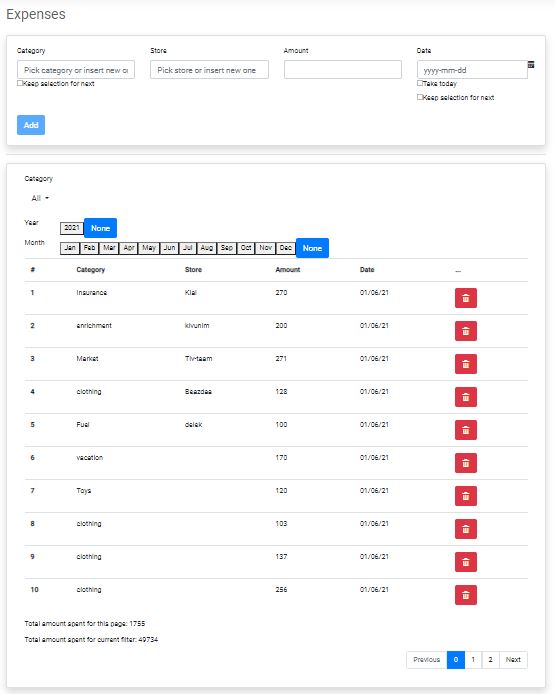 Expenses
Category Store Amount Date
Pick category or insert new o Pick store or insert new one yyyy-mm-dd
Keep selection for next Take today
Keep selection for next
Add
Category
All
Year 2021 None
Month Jan Feb Mar Apr May Jun Jul Aug Sep Oct Nov Dec None
# Category Store Amount Date ...
1 Insurance Klal 270 01/06/21
2 enrichment kivunim 200 01/06/21
3 Market Tiv-taam 271 01/06/21
4 clothing Beazdaa 128 01/06/21
5 Fuel delek 100 01/06/21
6 vacation 170 01/06/21
7 Toys 120 01/06/21
8 clothing 103 01/06/21
9 clothing 137 01/06/21
10 clothing 256 01/06/21
Total amount spent for this page: 1755
Total amount spent for current filter: 49734
Previous 0 1 2 Next